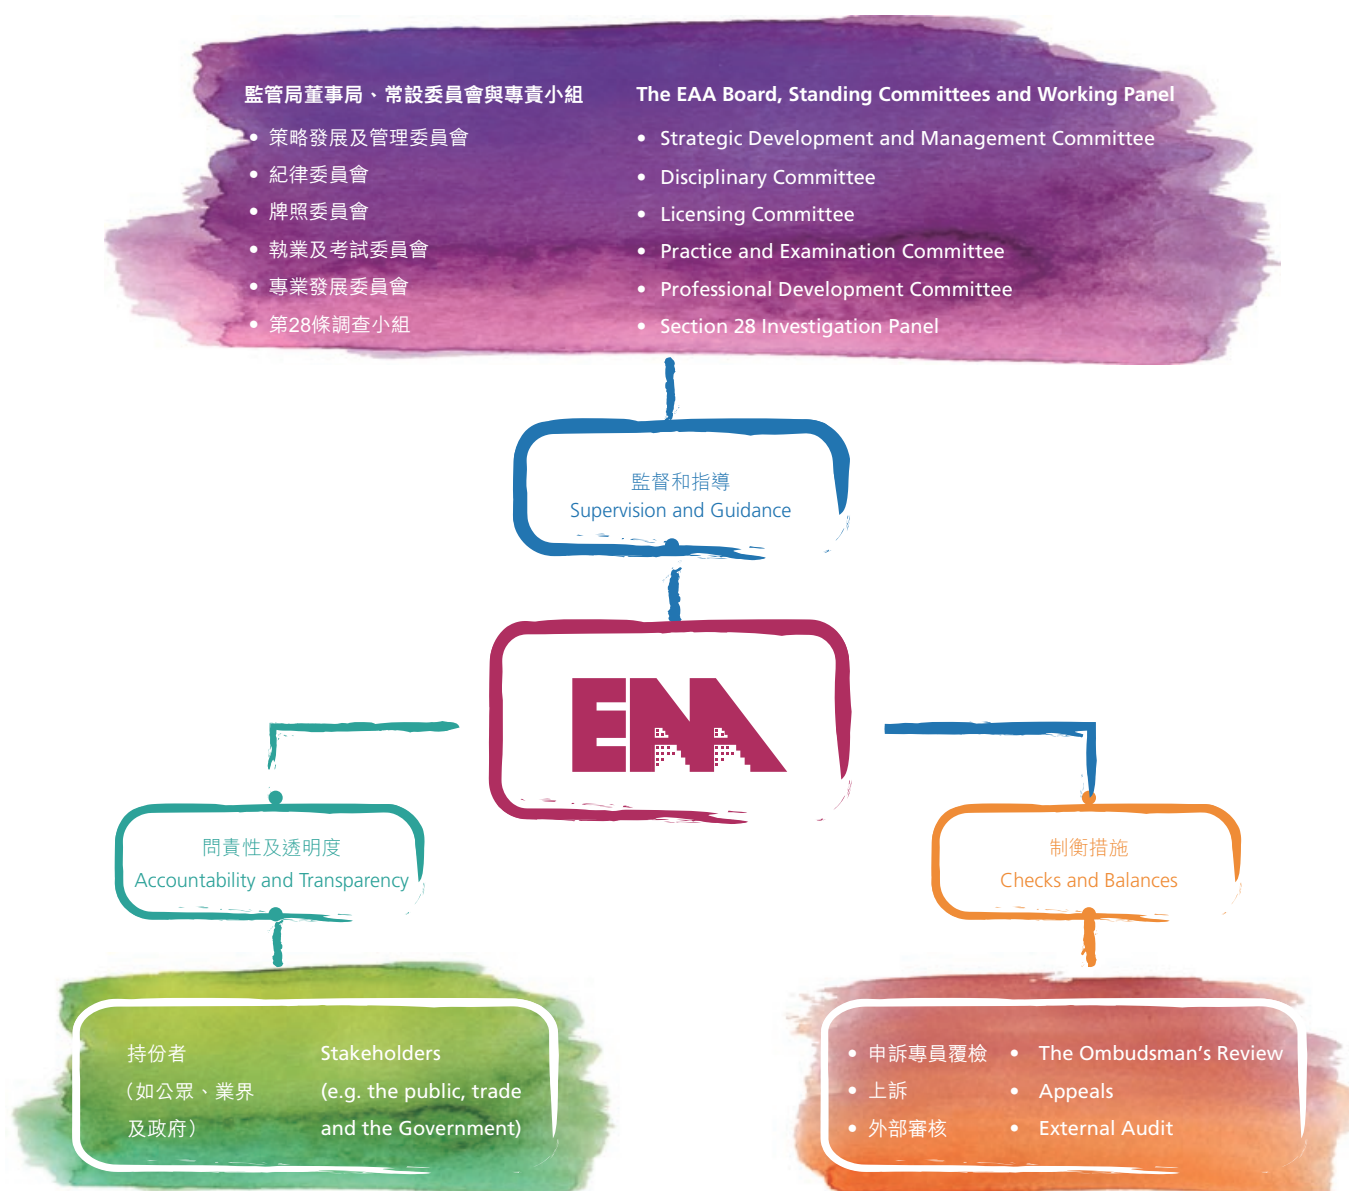 監管局董事局、常設委員會與專責小組
• 策略發展及管理委員會
• 紀律委員會
• 牌照委員會
• 執業及考試委員會
• 專業發展委員會
• 第28條調查小組
The EAA Board, Standing Committees and Working Panel
• Strategic Development and Management Committee
• Disciplinary Committee
• Licensing Committee
• Practice and Examination Committee
• Professional Development Committee
• Section 28 Investigation Panel
監督和指導
Supervision and Guidance
EAA
問責性及透明度
Accountability and Transparency
制衡措施
Checks and Balances
持份者
（如公眾、業界
及政府）
Stakeholders
(e.g. the public, trade
and the Government)
• 申訴專員覆檢
• 上訴
• 外部審核
• The Ombudsman’s Review
• Appeals
• External Audit